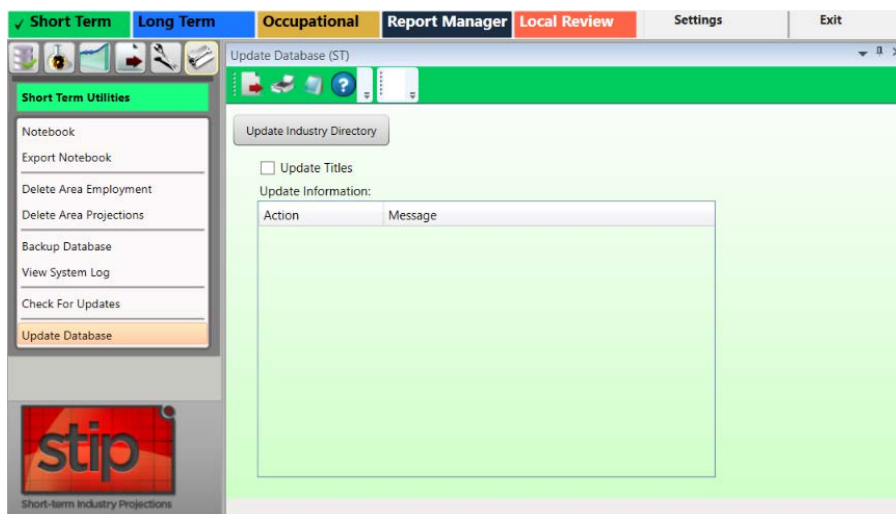 ✓ Short Term Long Term Occupational Report Manager Local Review Settings Exit
Update Database (ST)
Short Term Utilities
Notebook
Export Notebook
Delete Area Employment
Delete Area Projections
Backup Database
View System Log
Check For Updates
Update Database
Update Industry Directory
Update Titles
Update Information:
Action Message
stip
Short-term Industry Projections